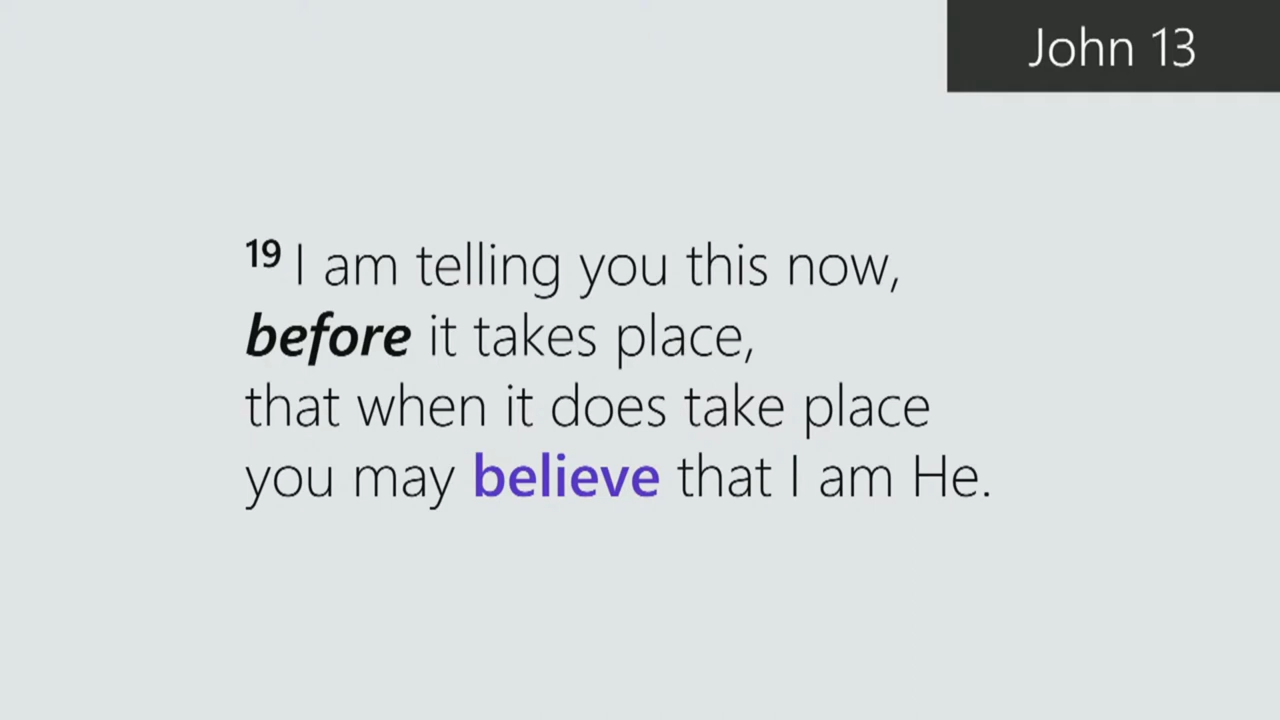 John 13
19 I am telling you this now,
before it takes place,
that when it does take place
you may believe that I am He.